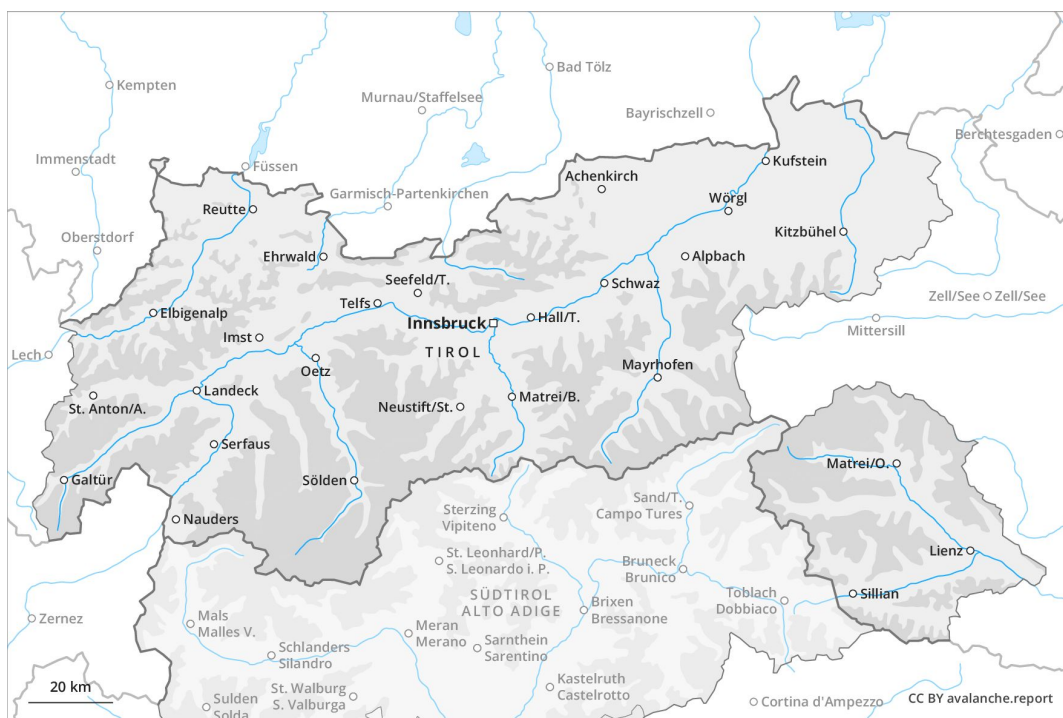 Kempten
Bad Tölz
Murnau/Staffelsee
Bayrischzell
Berchtesgaden
Immenstadt
Füssen
Kufstein
Achenkirch
Garmisch-Partenkirchen
Wörgl
Reutte
Kitzbühel
Oberstdorf
Ehrwald
Alpbach
Seefeld/T.
Schwaz
Zell/See
Zell/See
Telfs
Elbigenalp
Innsbruck
Hall/T.
Mittersill
Imst
TIROL
Lech
Oetz
Mayrhofen
Landeck
St. Anton/A.
Neustift/St.
Matrei/B.
Serfaus
Matrei/O.
Galtür
Sölden
Sand/T.
Campo Tures
Nauders
Sterzing
Vipiteno
St. Leonhard/P.
S. Leonardo i. P.
Lienz
Bruneck
Brunico
SÜDTIROL
ALTO ADIGE
Toblach
Dobbiaco
Sillian
Zernez
Mals
Malles V.
Brixen
Bressanone
Meran
Merano
Sarnthein
Sarentino
Schlanders
Silandro
Kastelruth
Castelrotto
20 km
St. Walburg
S. Valburga
Sulden
Solda
Cortina d'Ampezzo
CC BY avalanche.report